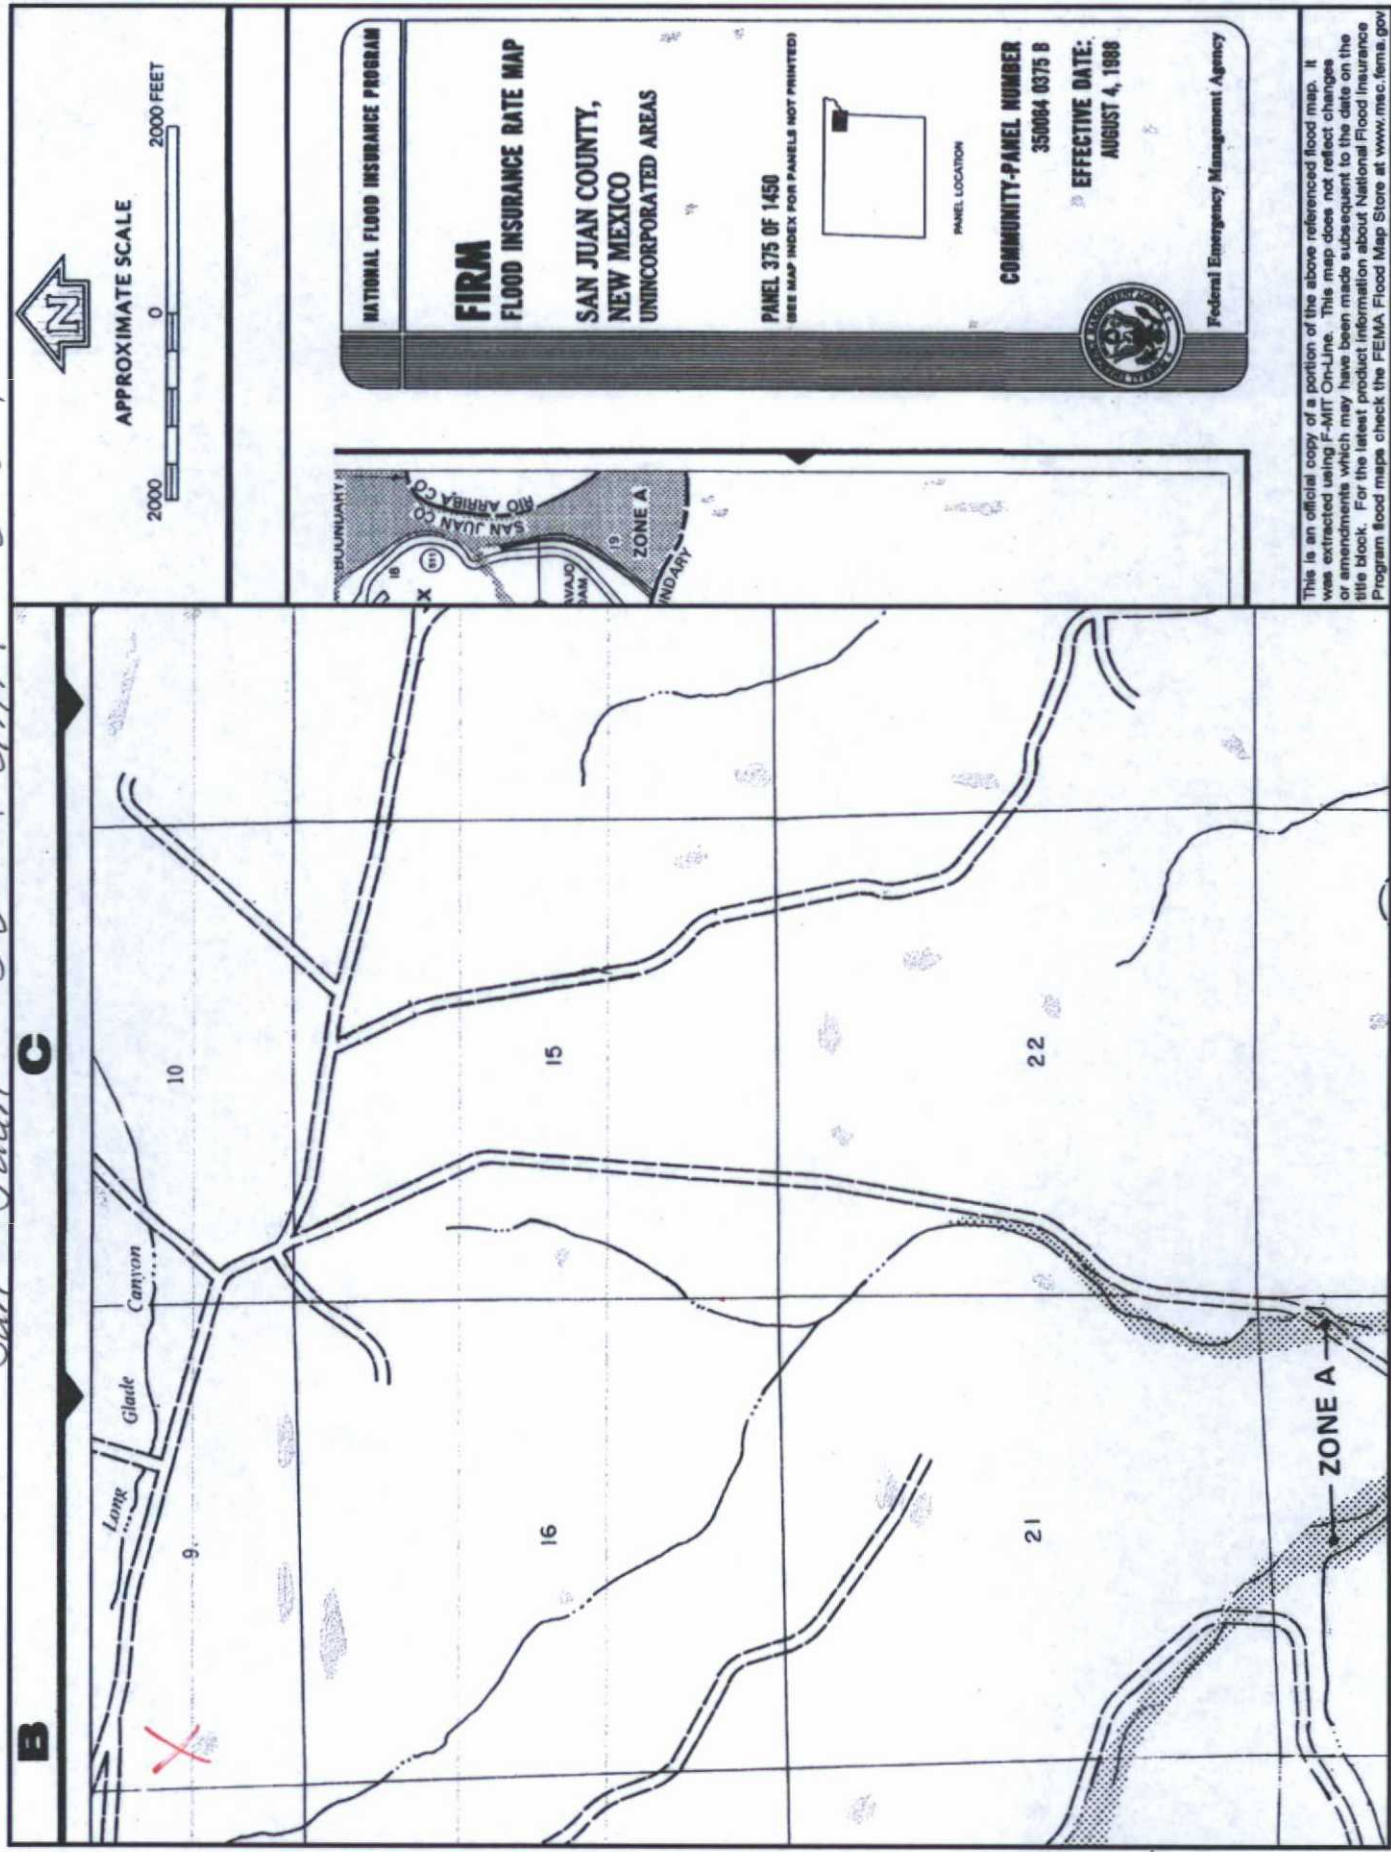 B
C
APPROXIMATE SCALE
2000 0 2000 FEET
N
NATIONAL FLOOD INSURANCE PROGRAM
FIRM
FLOOD INSURANCE RATE MAP
SAN JUAN COUNTY,
NEW MEXICO
UNINCORPORATED AREAS
PANEL 375 OF 1450
(SEE MAP INDEX FOR PANELS NOT PRINTED)
PANEL LOCATION
COMMUNITY-PANEL NUMBER
350064 0375 B
EFFECTIVE DATE:
AUGUST 4, 1988
Federal Emergency Management Agency
This is an official copy of a portion of the above referenced flood map. It
was extracted using F-MIT On-Line. This map does not reflect changes
or amendments which may have been made subsequent to the date on the
title block. For the latest product information about National Flood Insurance
Program flood maps check the FEMA Flood Map Store at www.msc.fema.gov
BOUNDARY
18
511
X
SAN JUAN CO
RIO ARRIBA CO
19
ZONE A
AVAJO
DAM
NDARY
Long Glade Canyon
9
10
16
15
21
22
ZONE A